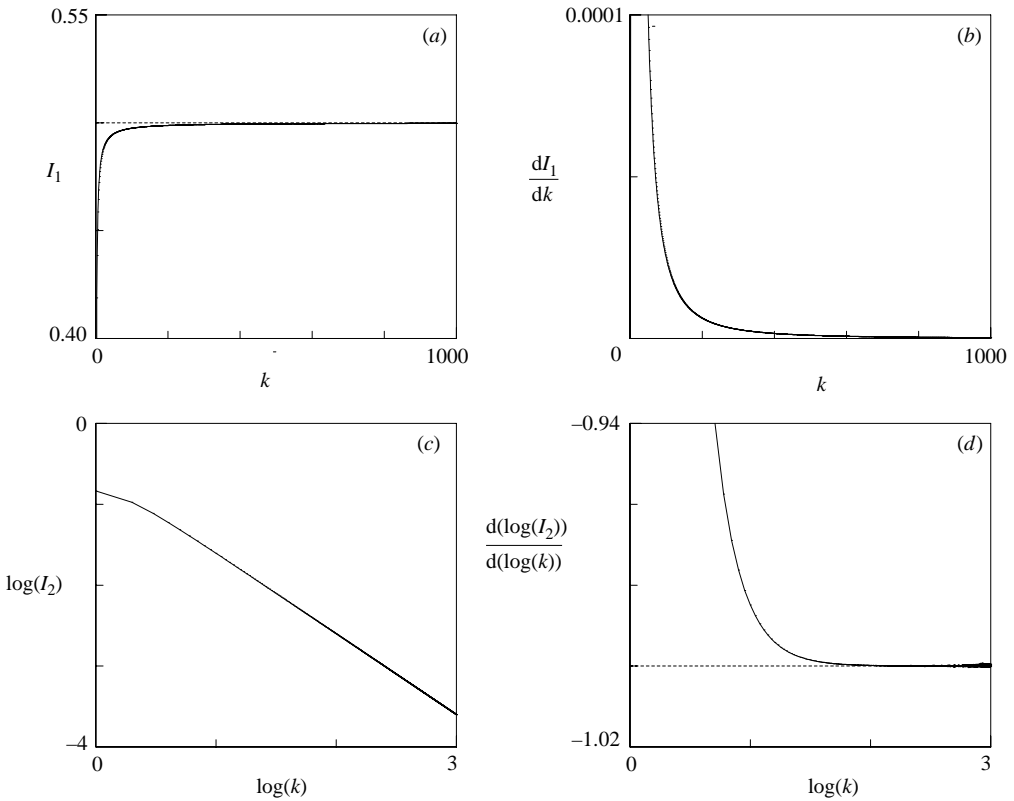 0.55
(a)
I₁
0.40
0
1000
k
0.0001
(b)
dI₁
dk
0
1000
k
0
(c)
log(I₂)
–4
0
3
log(k)
–0.94
(d)
d(log(I₂))
d(log(k))
–1.02
0
3
log(k)